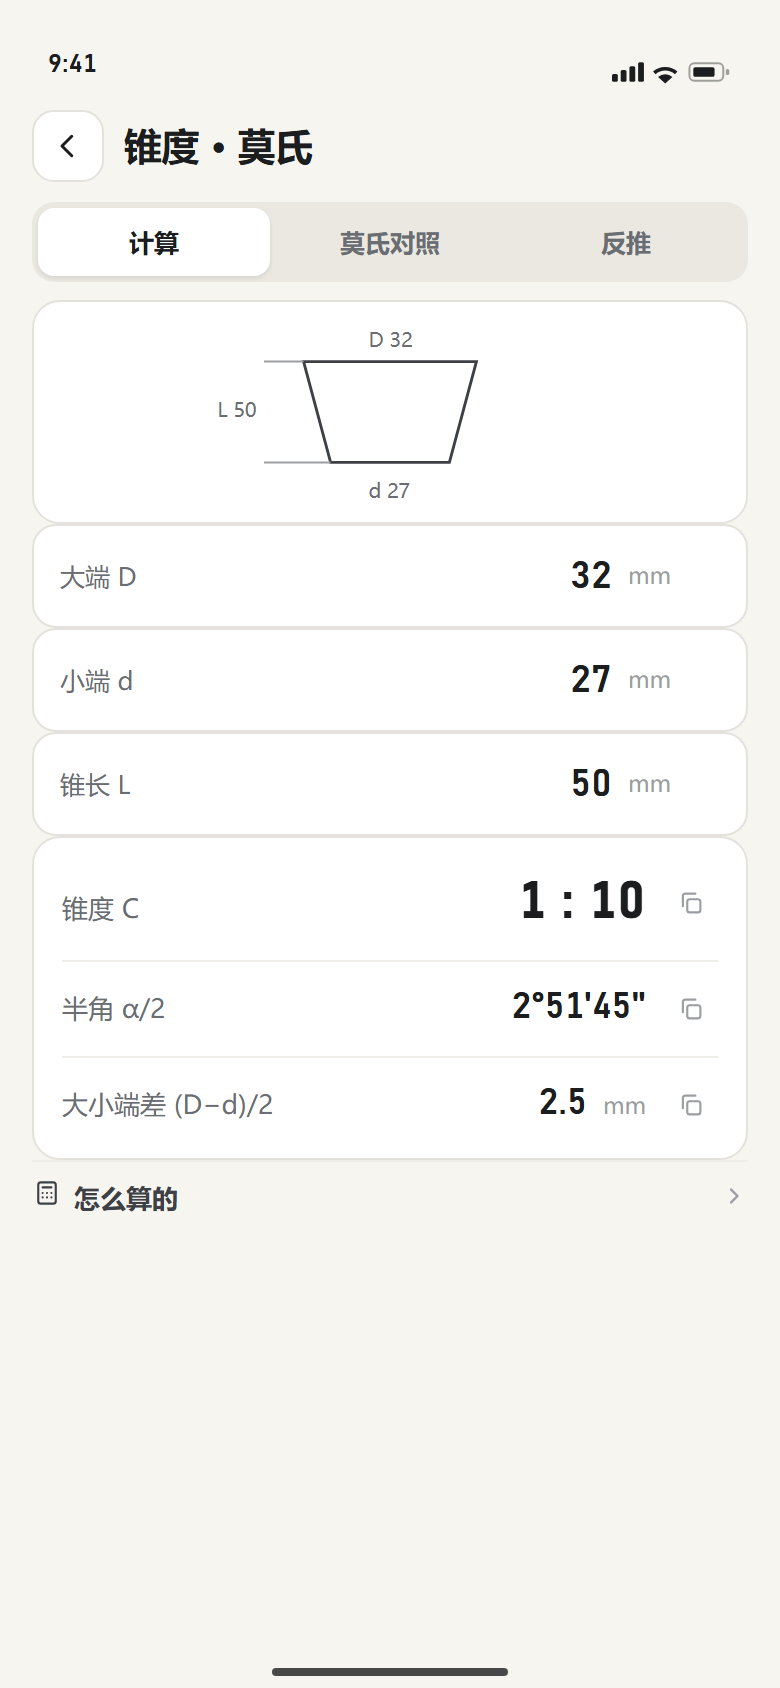 9:41
锥度·莫氏
计算 莫氏对照 反推
D 32
L 50
d 27
大端 D 32 mm
小端 d 27 mm
锥长 L 50 mm
锥度 C 1 : 10
半角 α/2 2°51'45"
大小端差 (D−d)/2 2.5 mm
怎么算的